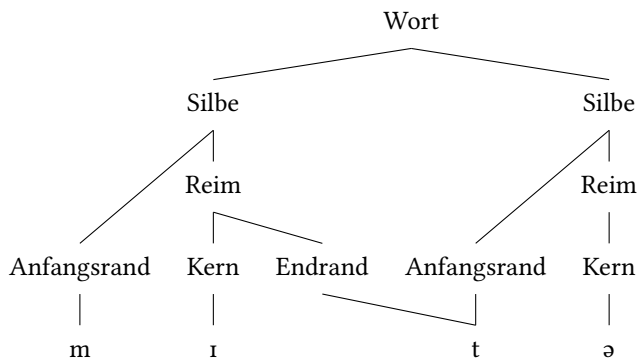 Wort
Silbe Silbe
Reim Reim
Anfangsrand Kern Endrand Anfangsrand Kern
m ɪ t ə